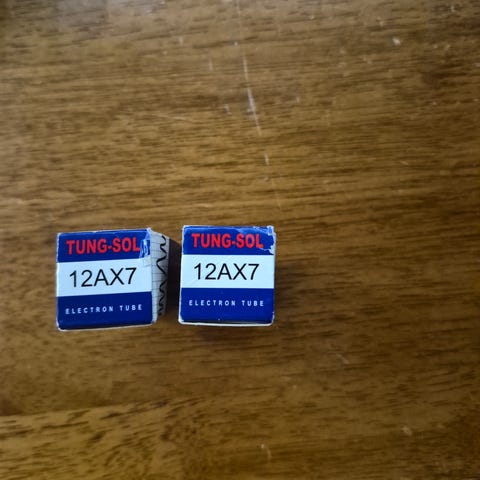 TUNG-SOL
12AX7
ELECTRON TUBE
TUNG-SOL
12AX7
ELECTRON TUBE